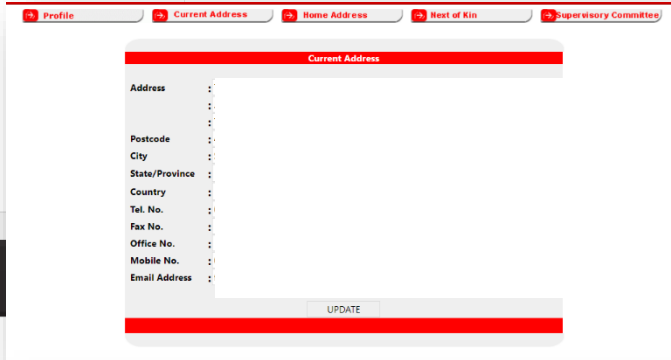 Profile
Current Address
Home Address
Next of Kin
Supervisory Committee
Current Address
Address :
:
:
Postcode :
City :
State/Province :
Country :
Tel. No. :
Fax No. :
Office No. :
Mobile No. :
Email Address :
UPDATE